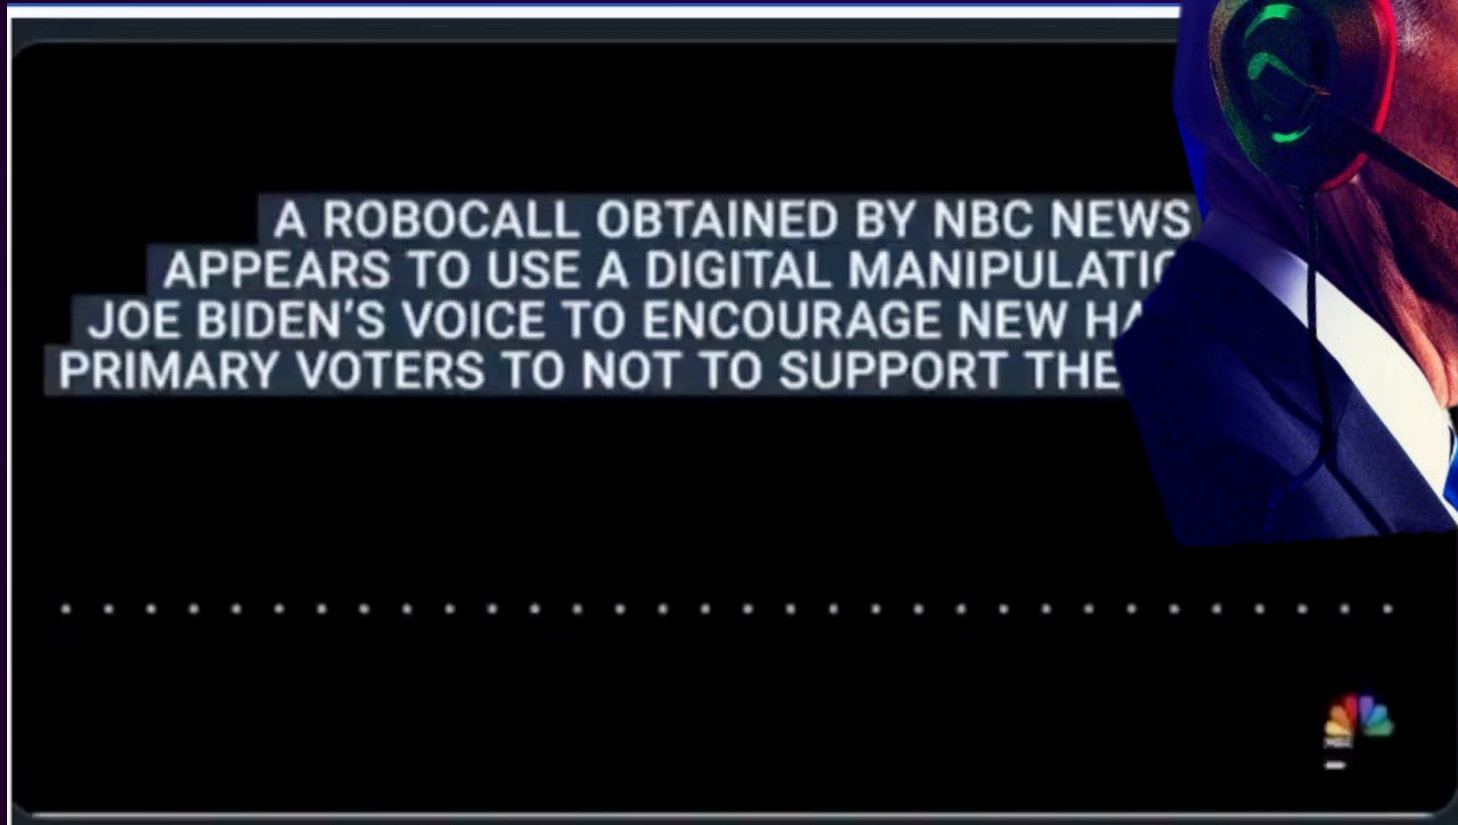 A ROBOCALL OBTAINED BY NBC NEWS
APPEARS TO USE A DIGITAL
JOE BIDEN’S VOICE TO ENCOURAGE NEW
PRIMARY VOTERS TO NOT TO SUPPORT THE